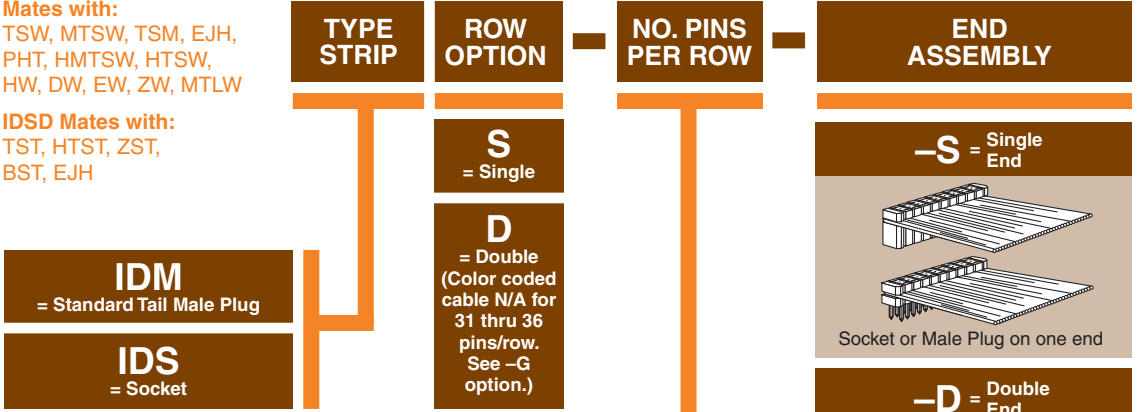 Mates with:
TSW, MTSW, TSM, EJH,
PHT, HMTSW, HTSW,
HW, DW, EW, ZW, MTLW
IDSD Mates with:
TST, HTST, ZST,
BST, EJH
TYPE
STRIP
ROW
OPTION
NO. PINS
PER ROW
END
ASSEMBLY
IDM
= Standard Tail Male Plug
IDS
= Socket
S
= Single
D
= Double
(Color coded
cable N/A for
31 thru 36
pins/row.
See –G
option.)
–S = Single
End
Socket or Male Plug on one end
–D = Double
End